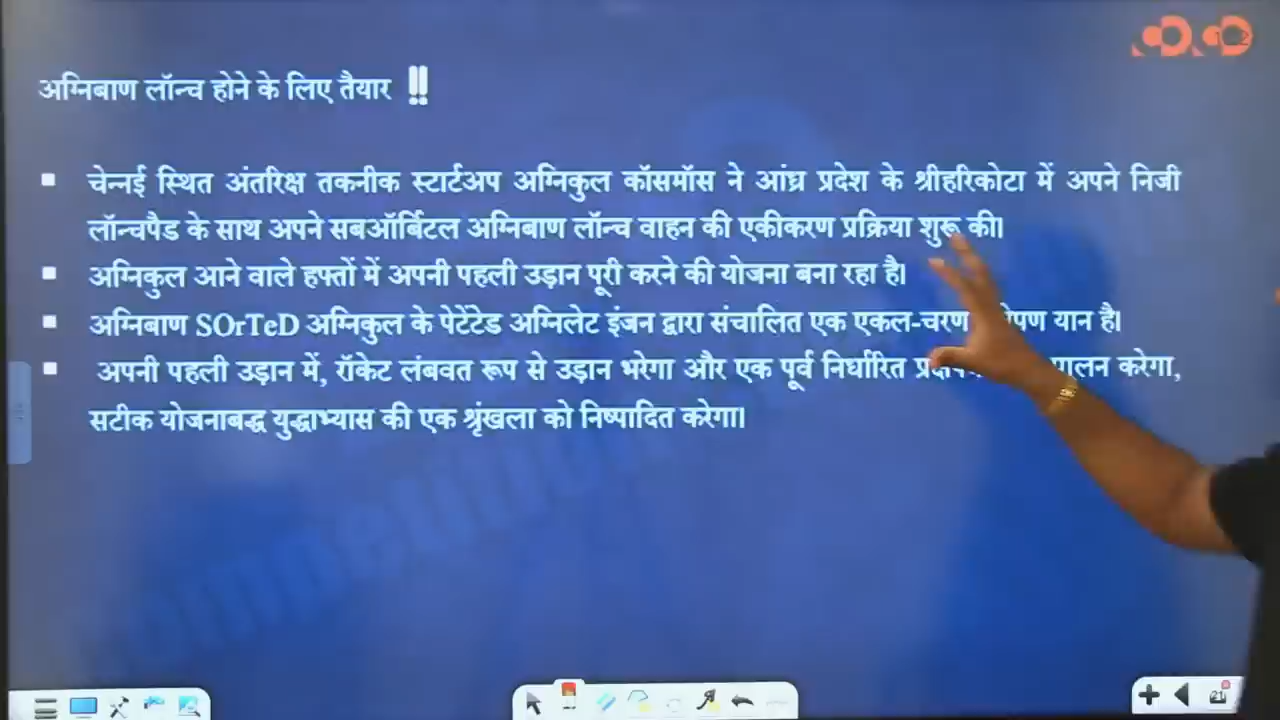 अग्निबाण लॉन्च होने के लिए तैयार !!
▪ चेन्नई स्थित अंतरिक्ष तकनीक स्टार्टअप अग्निकुल कॉसमॉस ने आंध्र प्रदेश के श्रीहरिकोटा में अपने निजी
लॉन्चपैड के साथ अपने सबऑर्बिटल अग्निबाण लॉन्च वाहन की एकीकरण प्रक्रिया शुरू की।
▪ अग्निकुल आने वाले हफ्तों में अपनी पहली उड़ान पूरी करने की योजना बना रहा है।
▪ अग्निबाण SOrTeD अग्निकुल के पेटेंटेड अग्निलेट इंजन द्वारा संचालित एक एकल-चरण यान है।
▪ अपनी पहली उड़ान में, रॉकेट लंबवत रूप से उड़ान भरेगा और एक पूर्व निर्धारित करेगा,
सटीक योजनाबद्ध युद्धाभ्यास की एक श्रृंखला को निष्पादित करेगा।
21